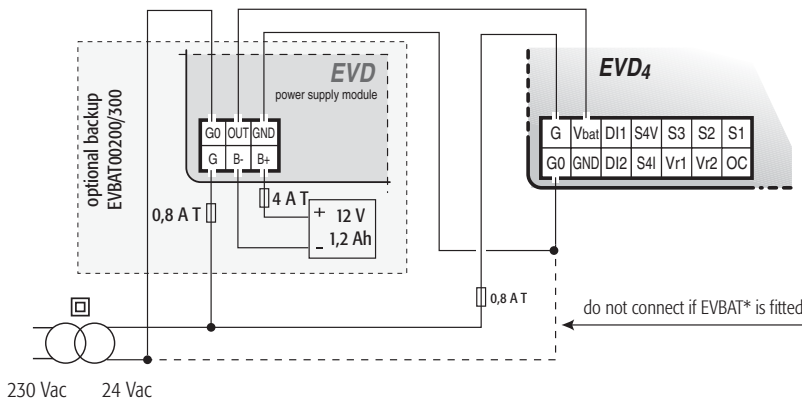 EVD
power supply module
optional backup
EVBAT00200/300
G0 OUT GND
G B- B+
0,8 A T
4 A T
+ 12 V
- 1,2 Ah
EVD4
G Vbat DI1 S4V S3 S2 S1
G0 GND DI2 S4I Vr1 Vr2 OC
0,8 A T
do not connect if EVBAT* is fitted
230 Vac 24 Vac